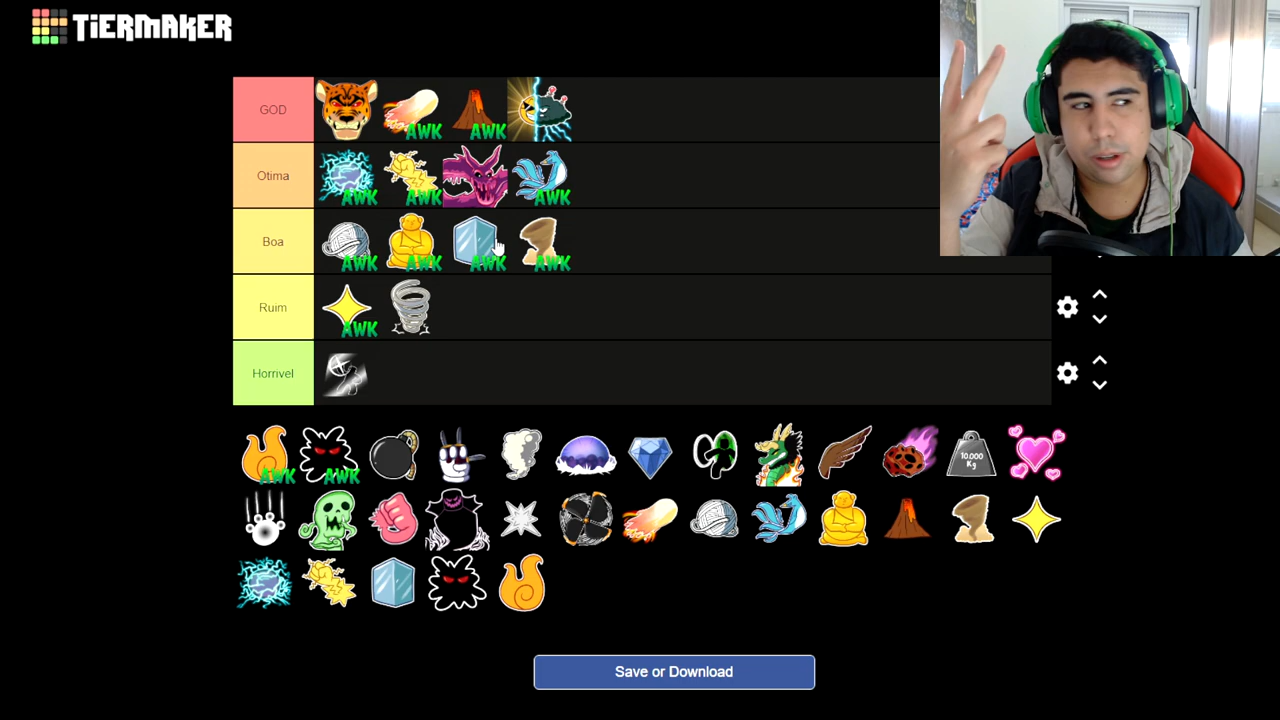 TIERMAKER
GOD
AWK AWK
Otima
AWK AWK AWK
Boa
AWK AWK AWK AWK
Ruim
AWK
Horrivel
AWK AWK
10.000
Kg
Save or Download